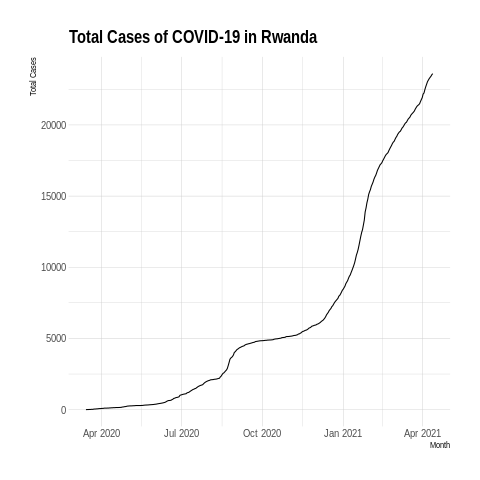 Total Cases of COVID-19 in Rwanda
Total Cases
20000
15000
10000
5000
0
Apr 2020 Jul 2020 Oct 2020 Jan 2021 Apr 2021
Month